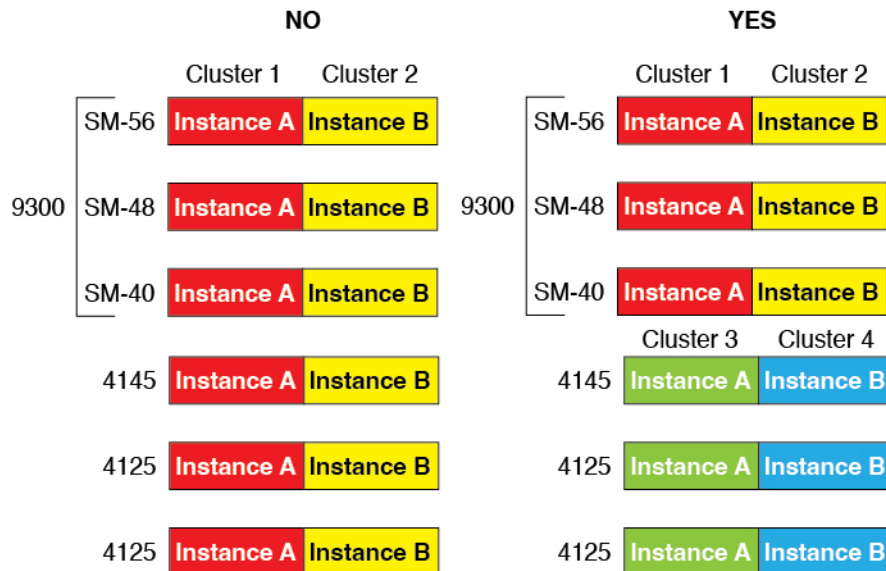 NO YES
Cluster 1 Cluster 2 Cluster 1 Cluster 2
SM-56 Instance A Instance B SM-56 Instance A Instance B
9300 SM-48 Instance A Instance B 9300 SM-48 Instance A Instance B
SM-40 Instance A Instance B SM-40 Instance A Instance B
Cluster 3 Cluster 4
4145 Instance A Instance B 4145 Instance A Instance B
4125 Instance A Instance B 4125 Instance A Instance B
4125 Instance A Instance B 4125 Instance A Instance B